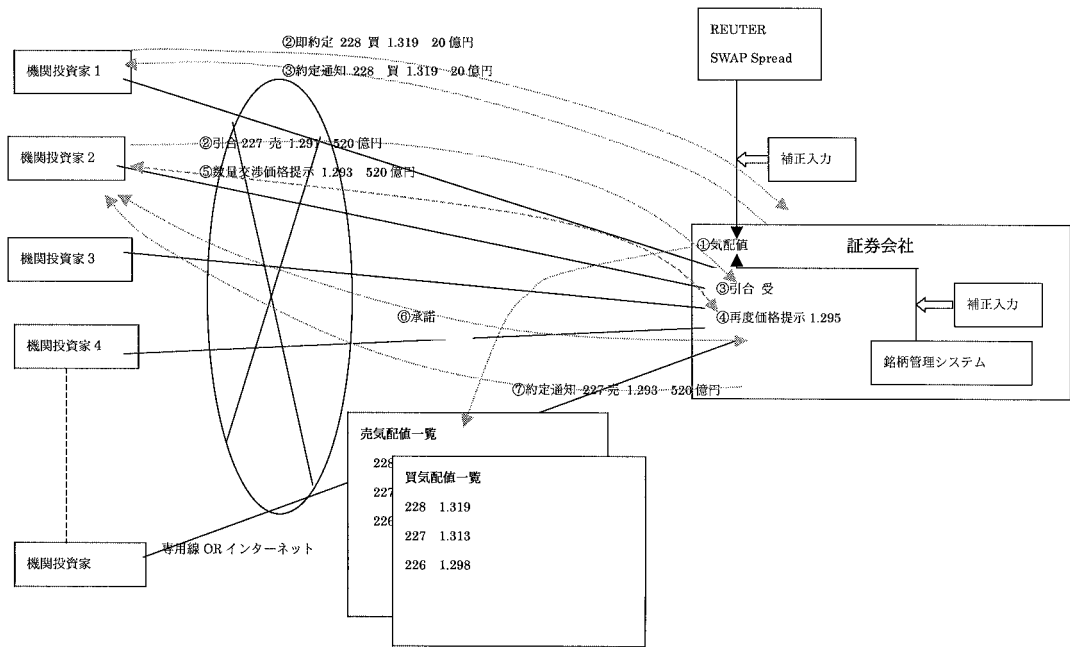 ②即約定 228 買 1.319 20億円
REUTER
SWAP Spread
機関投資家1
③約定通知 228 買 1.319 20億円
②引合 227 売 1.291 520億円
補正入力
機関投資家2
⑤数量交渉価格提示 1.293 520億円
①気配値
証券会社
機関投資家3
③引合 受
④再度価格提示 1.295
補正入力
⑥承諾
機関投資家4
銘柄管理システム
⑦約定通知 227 売 1.293 520億円
売気配値一覧
228
227
226
買気配値一覧
228 1.319
227 1.313
226 1.298
専用線 OR インターネット
機関投資家